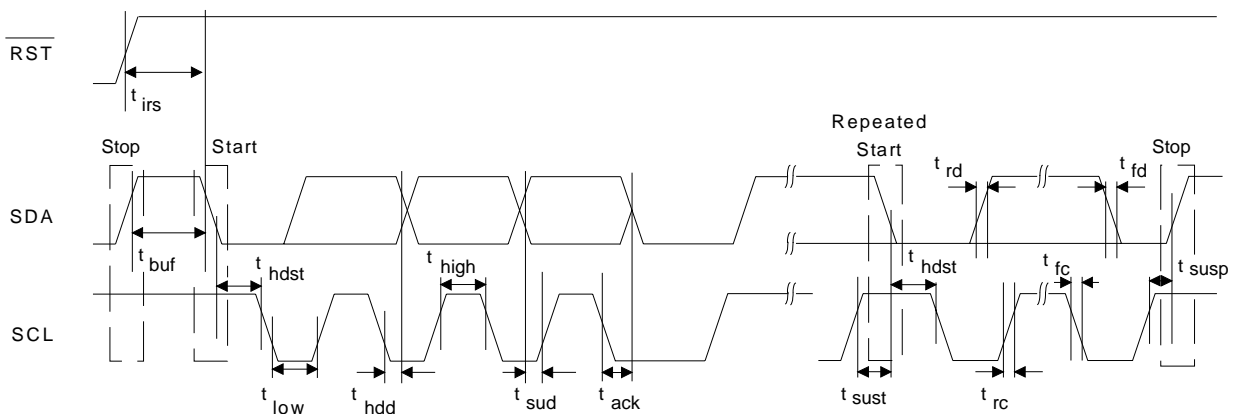 RST
t irs
Repeated
Stop Start Start Stop
t rd t fd
SDA
t buf t hdst t high t hdst t fc t susp
SCL
t low t hdd t sud t ack t sust t rc